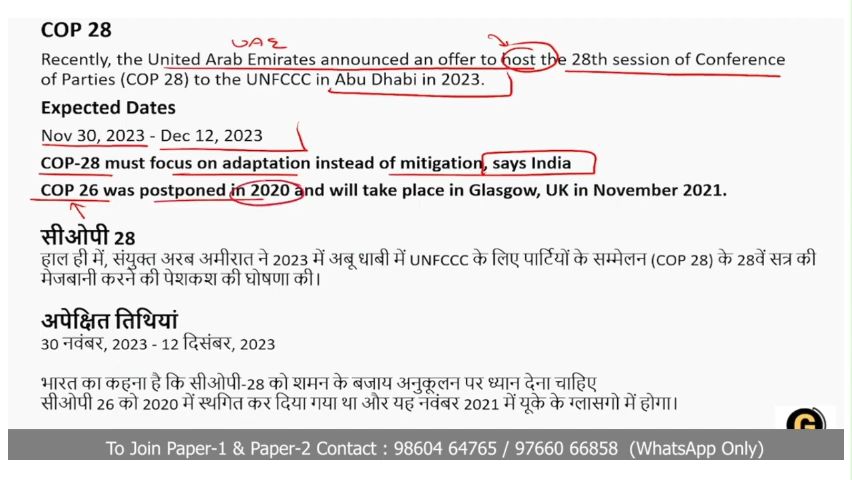 COP 28
UAE
Recently, the United Arab Emirates announced an offer to host the 28th session of Conference
of Parties (COP 28) to the UNFCCC in Abu Dhabi in 2023.
Expected Dates
Nov 30, 2023 - Dec 12, 2023
COP-28 must focus on adaptation instead of mitigation, says India
COP 26 was postponed in 2020 and will take place in Glasgow, UK in November 2021.
सीओपी 28
हाल ही में, संयुक्त अरब अमीरात ने 2023 में अबू धाबी में UNFCCC के लिए पार्टियों के सम्मेलन (COP 28) के 28वें सत्र की
मेजबानी करने की पेशकश की घोषणा की।
अपेक्षित तिथियां
30 नवंबर, 2023 - 12 दिसंबर, 2023
भारत का कहना है कि सीओपी-28 को शमन के बजाय अनुकूलन पर ध्यान देना चाहिए
सीओपी 26 को 2020 में स्थगित कर दिया गया था और यह नवंबर 2021 में यूके के ग्लासगो में होगा।
G
To Join Paper-1 & Paper-2 Contact : 98604 64765 / 97660 66858 (WhatsApp Only)